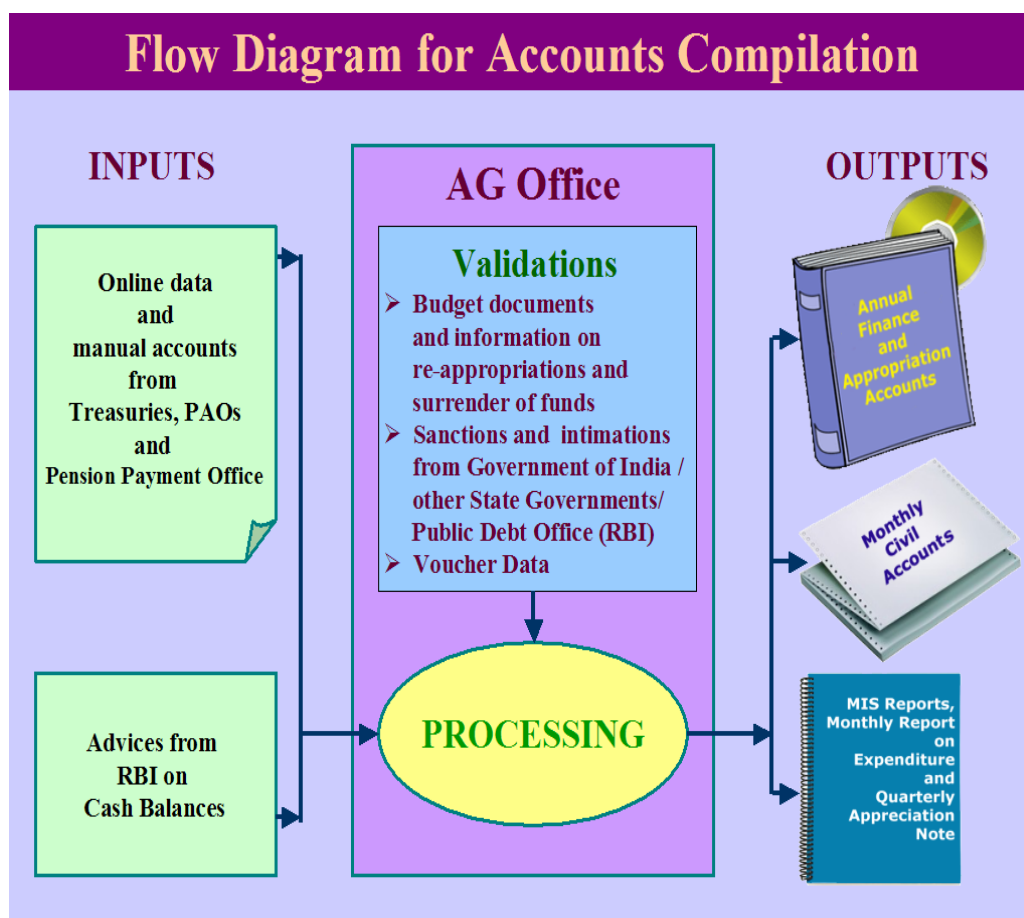 Flow Diagram for Accounts Compilation
INPUTS
Online data
and
manual accounts
from
Treasuries, PAOs
and
Pension Payment Office
Advices from
RBI on
Cash Balances
AG Office
Validations
➢ Budget documents
and information on
re-appropriations and
surrender of funds
➢ Sanctions and intimations
from Government of India /
other State Governments/
Public Debt Office (RBI)
➢ Voucher Data
PROCESSING
OUTPUTS
Annual
Finance
and
Appropriation
Accounts
Monthly
Civil
Accounts
MIS Reports,
Monthly Report
on
Expenditure
and
Quarterly
Appreciation
Note